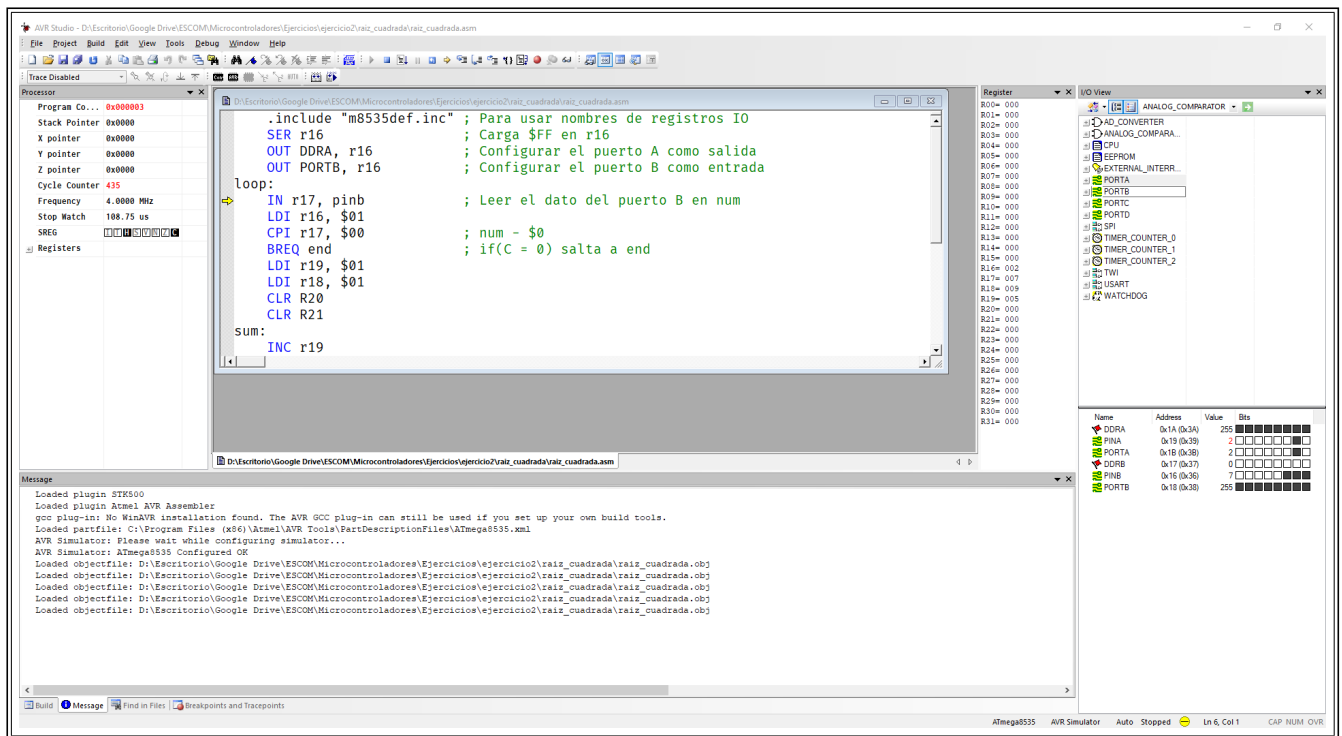 AVR Studio - D:\Escritorio\Google Drive\ESCOM\Microcontroladores\Ejercicios\ejercicio2\raiz_cuadrada\raiz_cuadrada.asm
File Project Build Edit View Tools Debug Window Help
Trace Disabled
Processor
Program Co... 0x000003
Stack Pointer 0x0000
X pointer 0x0000
Y pointer 0x0000
Z pointer 0x0000
Cycle Counter 435
Frequency 4.0000 MHz
Stop Watch 108.75 us
SREG I T H S V N Z C
Registers
D:\Escritorio\Google Drive\ESCOM\Microcontroladores\Ejercicios\ejercicio2\raiz_cuadrada\raiz_cuadrada.asm
.include "m8535def.inc" ; Para usar nombres de registros IO
SER r16 ; Carga $FF en r16
OUT DDRA, r16 ; Configurar el puerto A como salida
OUT PORTB, r16 ; Configurar el puerto B como entrada
loop:
IN r17, pinb ; Leer el dato del puerto B en num
LDI r16, $01
CPI r17, $00 ; num - $0
BREQ end ; if(C = 0) salta a end
LDI r19, $01
LDI r18, $01
CLR R20
CLR R21
sum:
INC r19
D:\Escritorio\Google Drive\ESCOM\Microcontroladores\Ejercicios\ejercicio2\raiz_cuadrada\raiz_cuadrada.asm
Register
R00= 000
R01= 000
R02= 000
R03= 000
R04= 000
R05= 000
R06= 000
R07= 000
R08= 000
R09= 000
R10= 000
R11= 000
R12= 000
R13= 000
R14= 000
R15= 000
R16= 002
R17= 007
R18= 009
R19= 005
R20= 000
R21= 000
R22= 000
R23= 000
R24= 000
R25= 000
R26= 000
R27= 000
R28= 000
R29= 000
R30= 000
R31= 000
I/O View
ANALOG_COMPARATOR
AD_CONVERTER
ANALOG_COMPARA...
CPU
EEPROM
EXTERNAL_INTERR...
PORTA
PORTB
PORTC
PORTD
SPI
TIMER_COUNTER_0
TIMER_COUNTER_1
TIMER_COUNTER_2
TWI
USART
WATCHDOG
Name Address Value Bits
DDRA 0x1A (0x3A) 255
PINA 0x19 (0x39) 2
PORTA 0x1B (0x3B) 2
DDRB 0x17 (0x37) 0
PINB 0x16 (0x36) 7
PORTB 0x18 (0x38) 255
Message
Loaded plugin STK500
Loaded plugin Atmel AVR Assembler
gcc plug-in: No WinAVR installation found. The AVR GCC plug-in can still be used if you set up your own build tools.
Loaded partfile: C:\Program Files (x86)\Atmel\AVR Tools\PartDescriptionFiles\ATmega8535.xml
AVR Simulator: Please wait while configuring simulator...
AVR Simulator: ATmega8535 Configured OK
Loaded objectfile: D:\Escritorio\Google Drive\ESCOM\Microcontroladores\Ejercicios\ejercicio2\raiz_cuadrada\raiz_cuadrada.obj
Loaded objectfile: D:\Escritorio\Google Drive\ESCOM\Microcontroladores\Ejercicios\ejercicio2\raiz_cuadrada\raiz_cuadrada.obj
Loaded objectfile: D:\Escritorio\Google Drive\ESCOM\Microcontroladores\Ejercicios\ejercicio2\raiz_cuadrada\raiz_cuadrada.obj
Loaded objectfile: D:\Escritorio\Google Drive\ESCOM\Microcontroladores\Ejercicios\ejercicio2\raiz_cuadrada\raiz_cuadrada.obj
Loaded objectfile: D:\Escritorio\Google Drive\ESCOM\Microcontroladores\Ejercicios\ejercicio2\raiz_cuadrada\raiz_cuadrada.obj
Build Message Find in Files Breakpoints and Tracepoints
ATmega8535 AVR Simulator Auto Stopped Ln 6, Col 1 CAP NUM OVR